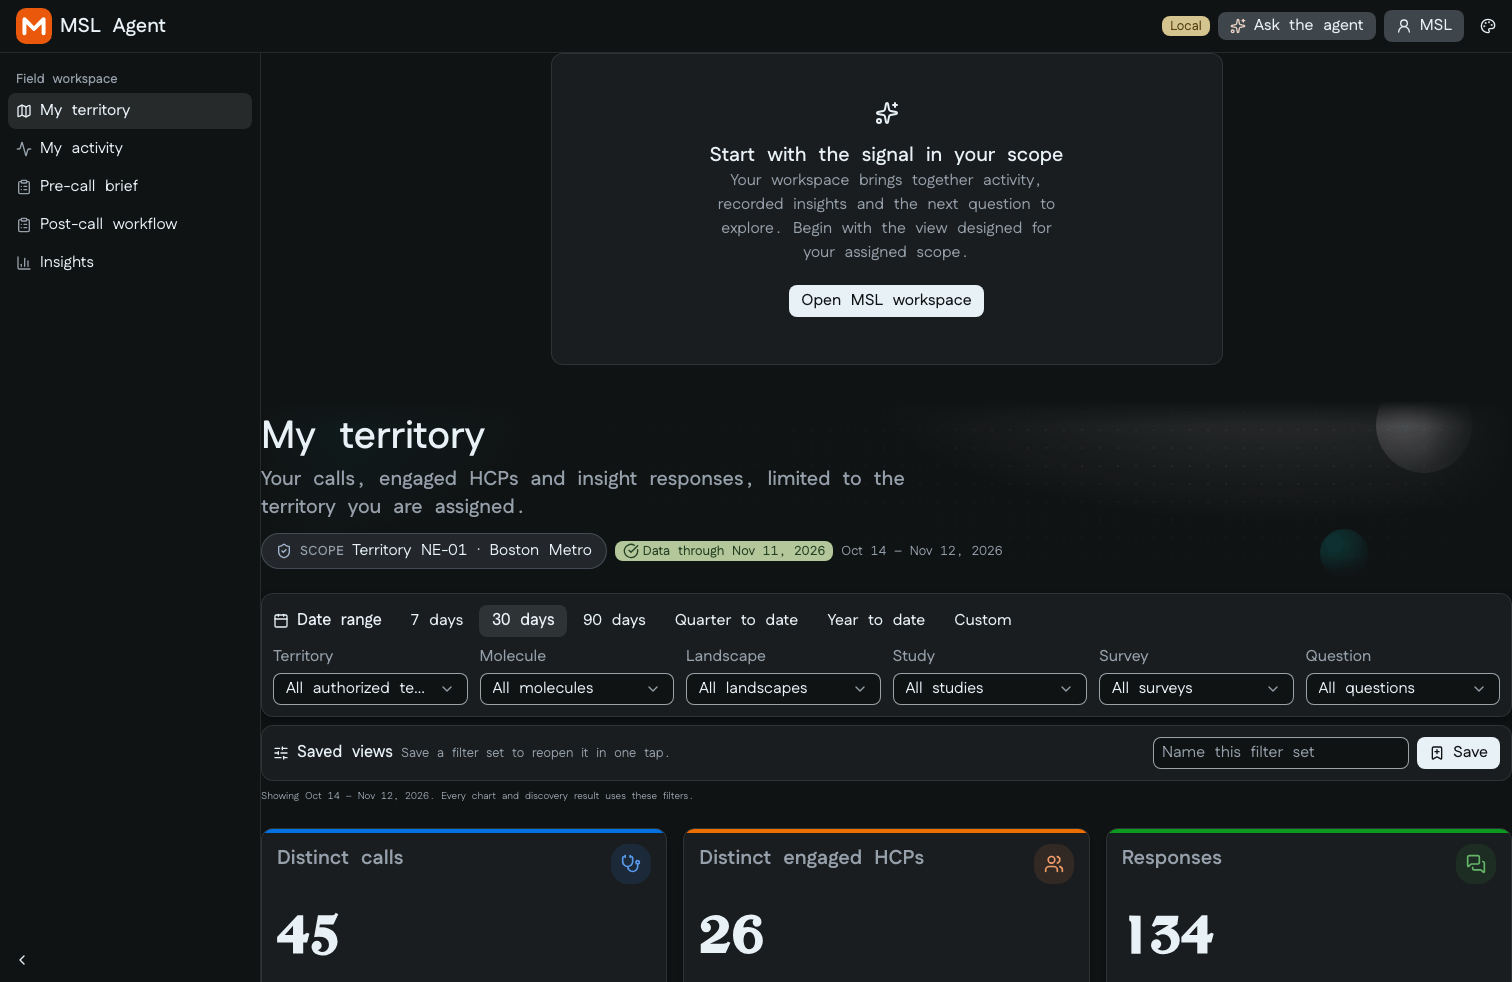 MSL Agent
Local
Ask the agent
MSL
Field workspace
My territory
My activity
Pre-call brief
Post-call workflow
Insights
Start with the signal in your scope
Your workspace brings together activity,
recorded insights and the next question to
explore. Begin with the view designed for
your assigned scope.
Open MSL workspace
My territory
Your calls, engaged HCPs and insight responses, limited to the
territory you are assigned.
SCOPE Territory NE-01 · Boston Metro
Data through Nov 11, 2026
Oct 14 – Nov 12, 2026
Date range
7 days
30 days
90 days
Quarter to date
Year to date
Custom
Territory
Molecule
Landscape
Study
Survey
Question
All authorized te...
All molecules
All landscapes
All studies
All surveys
All questions
Saved views Save a filter set to reopen it in one tap.
Name this filter set
Save
Showing Oct 14 – Nov 12, 2026. Every chart and discovery result uses these filters.
Distinct calls
Distinct engaged HCPs
Responses
45
26
134